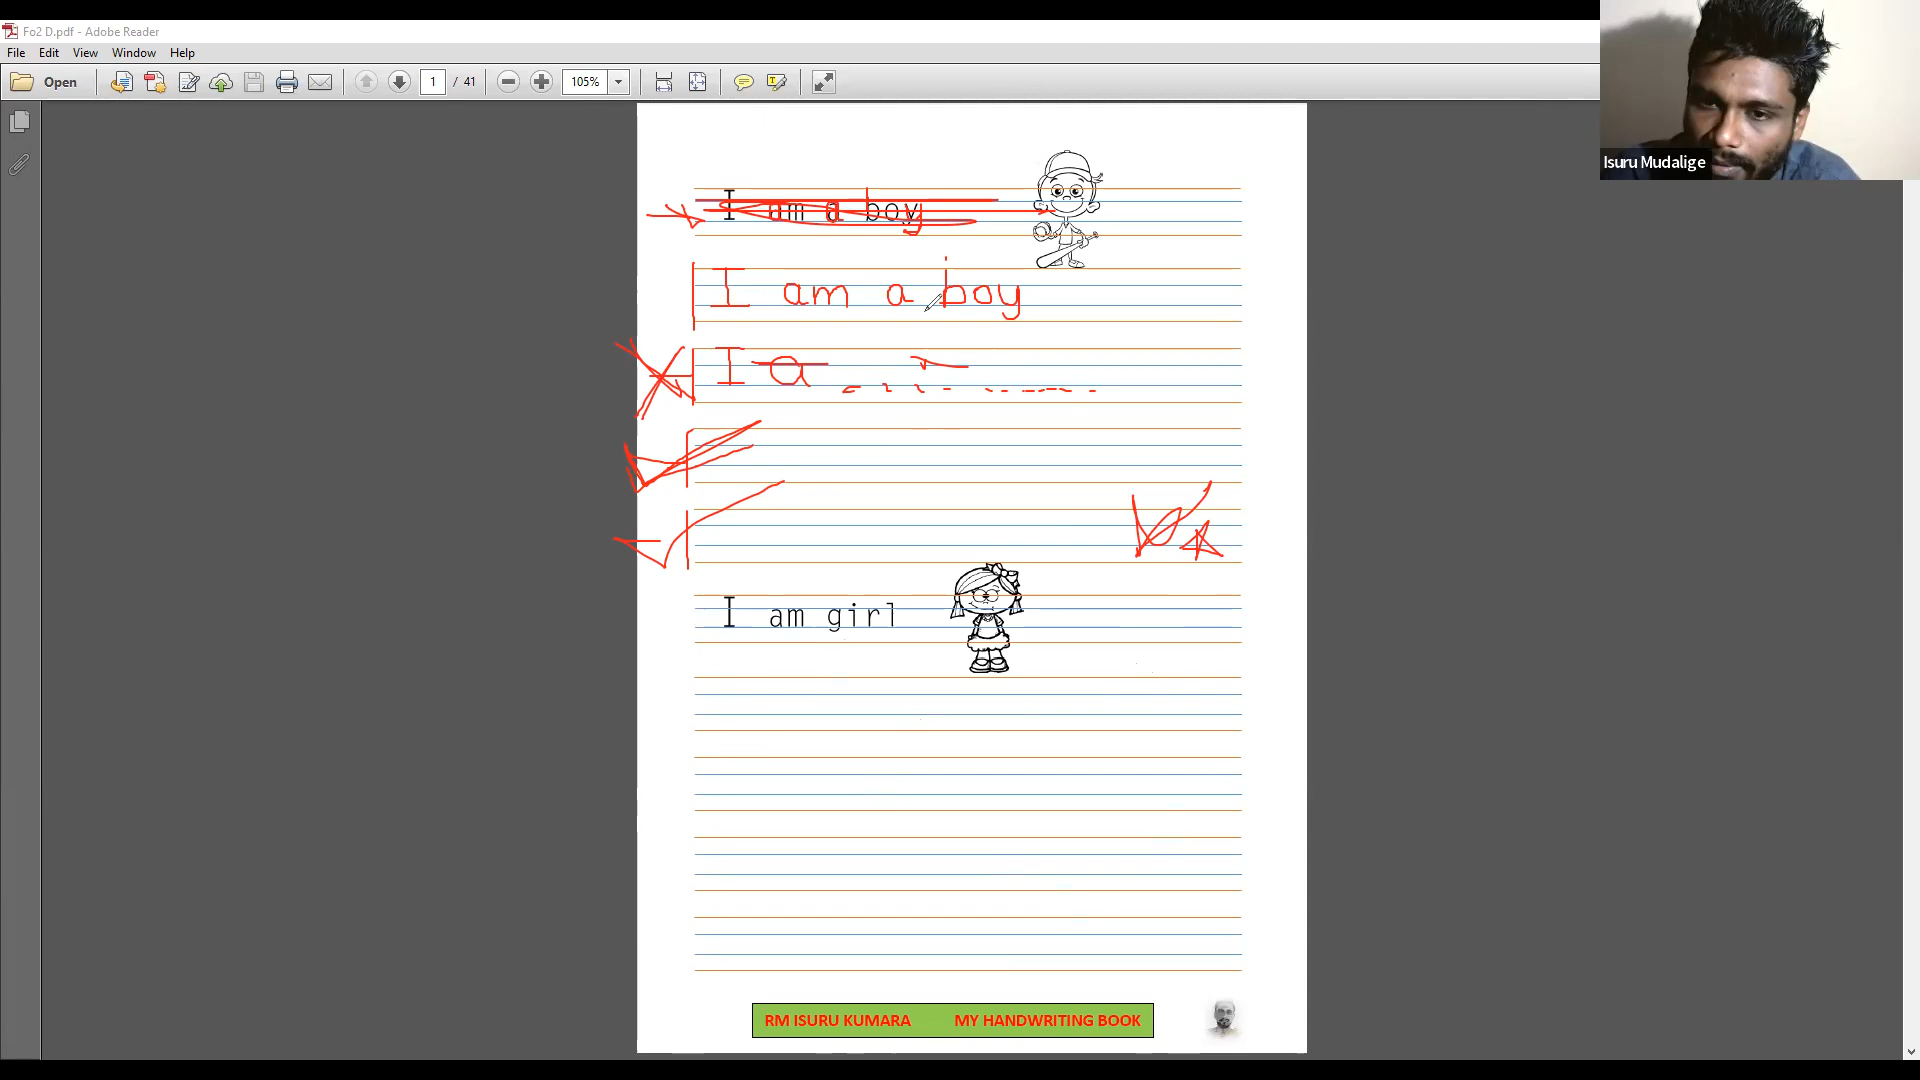 Fo2 D.pdf - Adobe Reader
File Edit View Window Help
Open 1 / 41 105%
Isuru Mudalige
I am a boy
I am a boy
I a
I am girl
RM ISURU KUMARA MY HANDWRITING BOOK